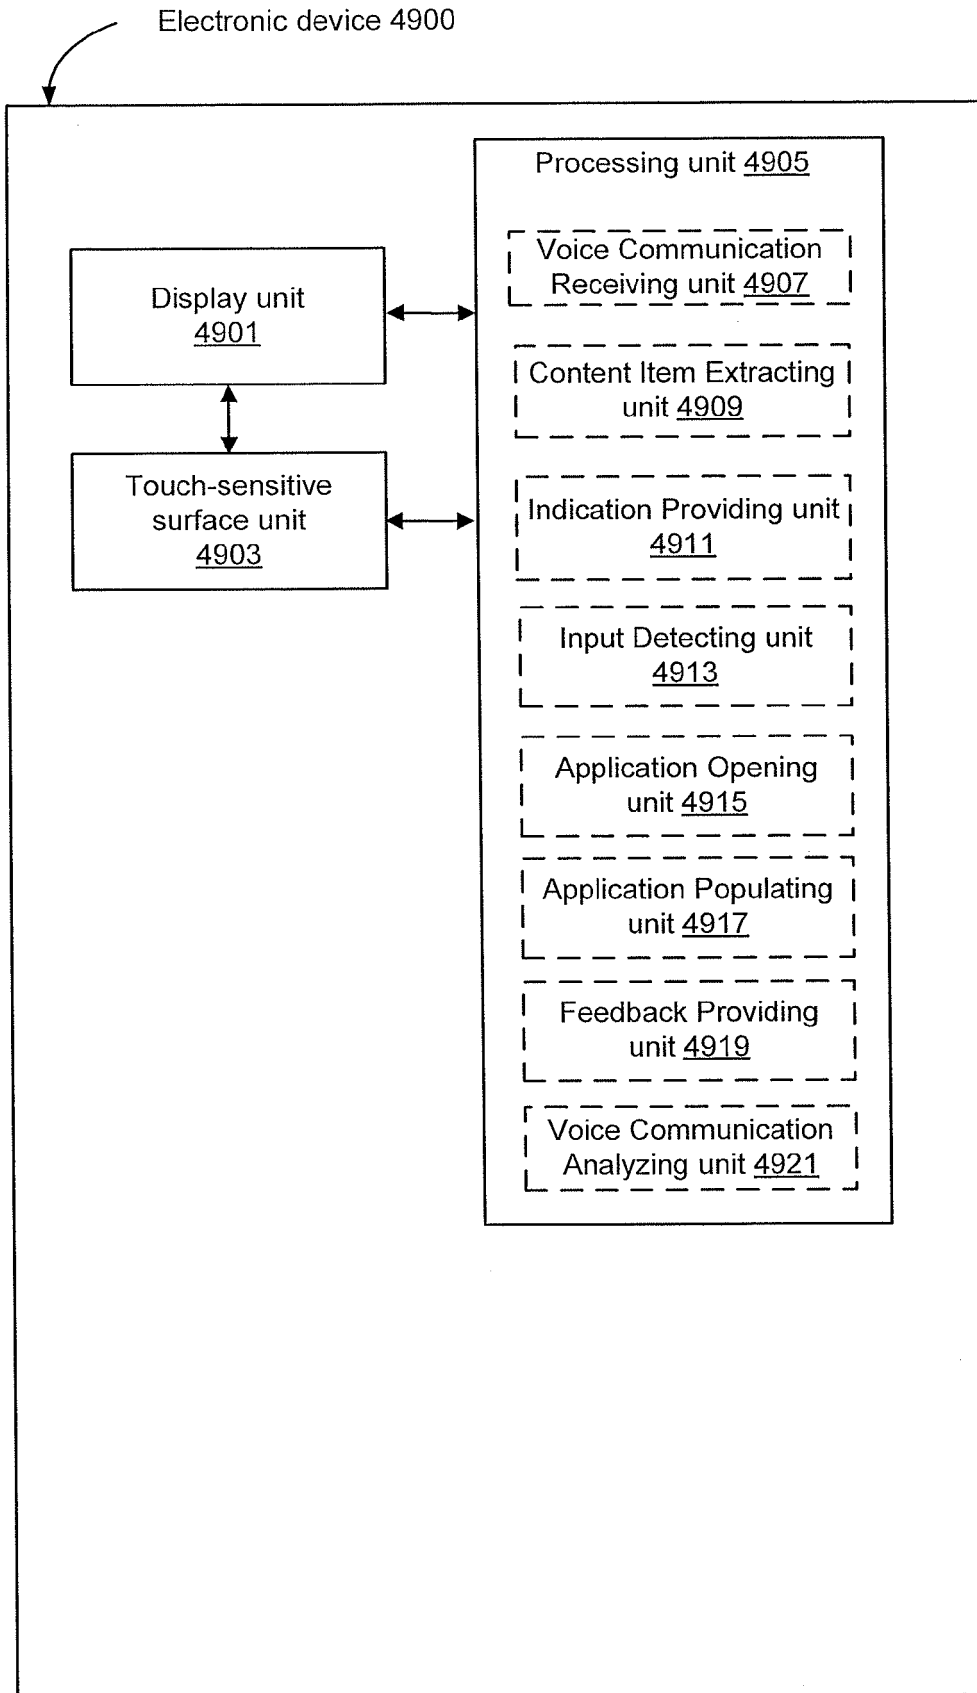 Electronic device 4900
Processing unit 4905
Voice Communication
Receiving unit 4907
Display unit
4901
Content Item Extracting
unit 4909
Touch-sensitive
surface unit
4903
Indication Providing unit
4911
Input Detecting unit
4913
Application Opening
unit 4915
Application Populating
unit 4917
Feedback Providing
unit 4919
Voice Communication
Analyzing unit 4921